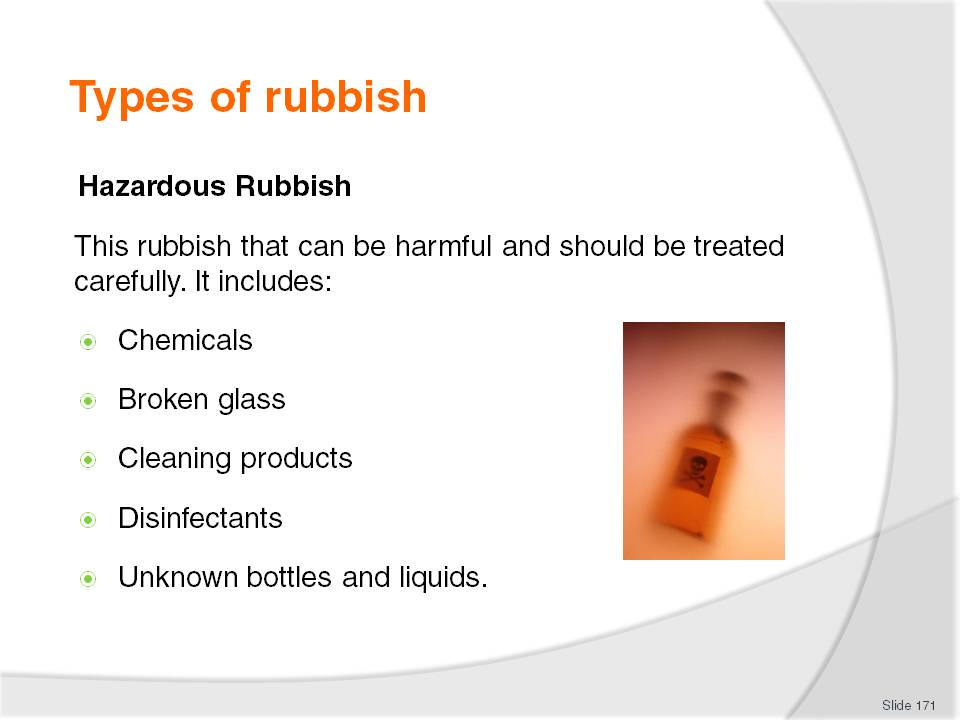 Types of rubbish
Hazardous Rubbish
This rubbish that can be harmful and should be treated
carefully. It includes:
Chemicals
Broken glass
Cleaning products
Disinfectants
Unknown bottles and liquids.
Slide 171